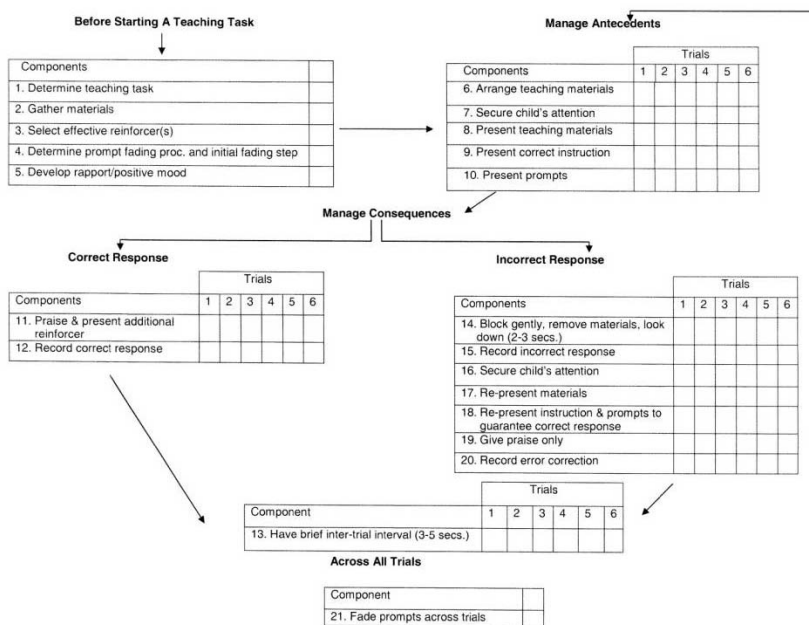 Before Starting A Teaching Task
Components
1. Determine teaching task
2. Gather materials
3. Select effective reinforcer(s)
4. Determine prompt fading proc. and initial fading step
5. Develop rapport/positive mood
Manage Antecedents
Trials
Components 1 2 3 4 5 6
6. Arrange teaching materials
7. Secure child's attention
8. Present teaching materials
9. Present correct instruction
10. Present prompts
Manage Consequences
Correct Response
Trials
Components 1 2 3 4 5 6
11. Praise & present additional
reinforcer
12. Record correct response
Incorrect Response
Trials
Components 1 2 3 4 5 6
14. Block gently, remove materials, look
down (2-3 secs.)
15. Record incorrect response
16. Secure child's attention
17. Re-present materials
18. Re-present instruction & prompts to
guarantee correct response
19. Give praise only
20. Record error correction
Trials
Component 1 2 3 4 5 6
13. Have brief inter-trial interval (3-5 secs.)
Across All Trials
Component
21. Fade prompts across trials